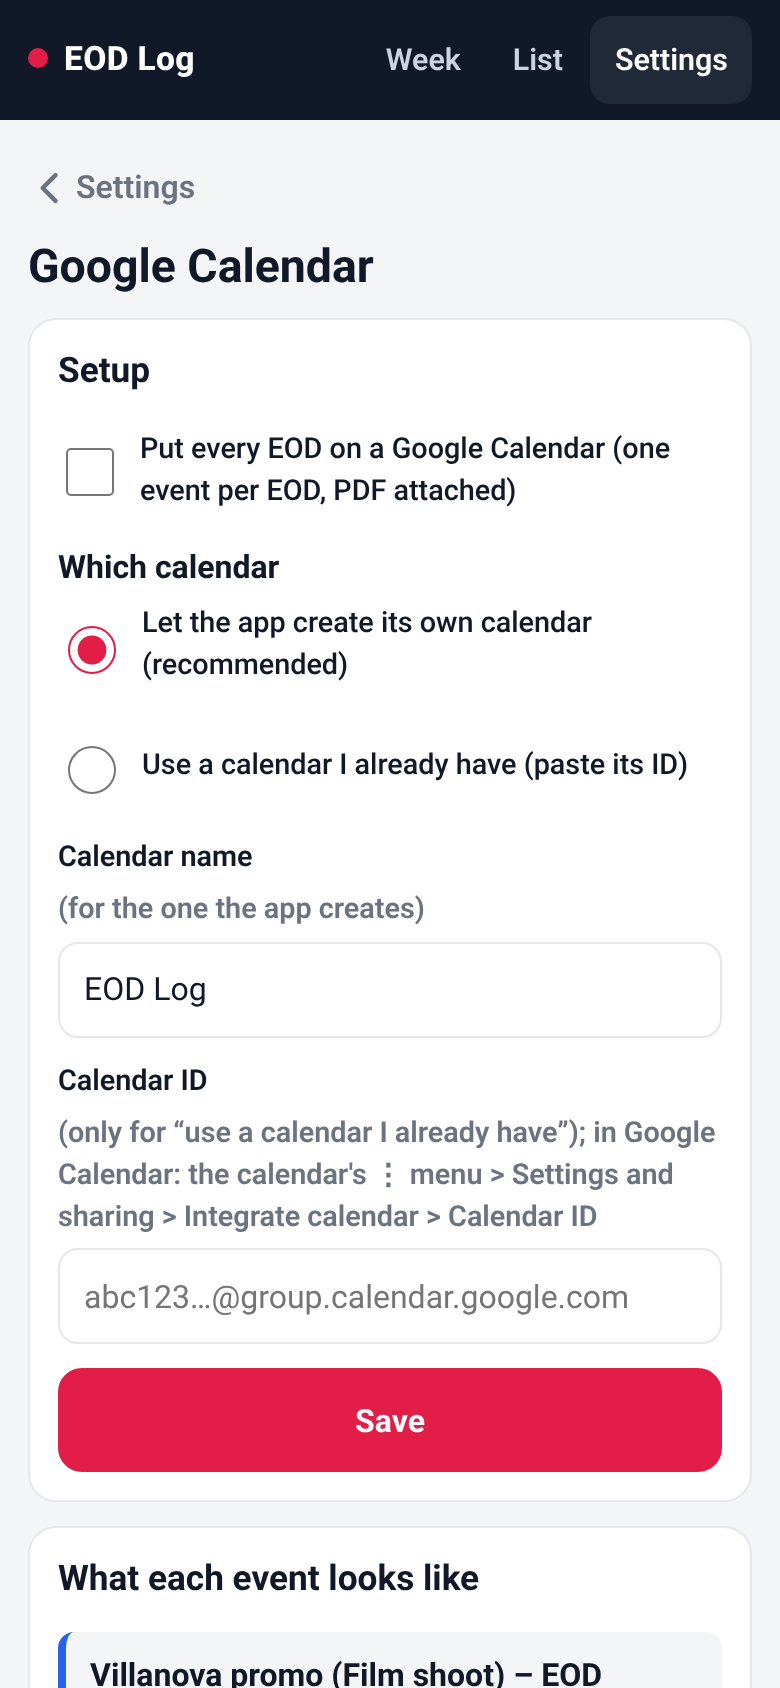 EOD Log
Week
List
Settings
Settings
Google Calendar
Setup
Put every EOD on a Google Calendar (one
event per EOD, PDF attached)
Which calendar
Let the app create its own calendar
(recommended)
Use a calendar I already have (paste its ID)
Calendar name
(for the one the app creates)
EOD Log
Calendar ID
(only for “use a calendar I already have”); in Google
Calendar: the calendar's ⋮ menu > Settings and
sharing > Integrate calendar > Calendar ID
abc123…@group.calendar.google.com
Save
What each event looks like
Villanova promo (Film shoot) – EOD